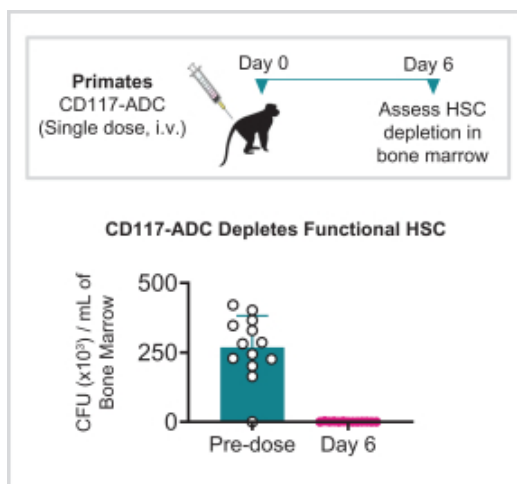 Primates
CD117-ADC
(Single dose, i.v.)
Day 0
Day 6
Assess HSC
depletion in
bone marrow
CD117-ADC Depletes Functional HSC
CFU (x10³) / mL of
Bone Marrow
500
250
0
Pre-dose
Day 6